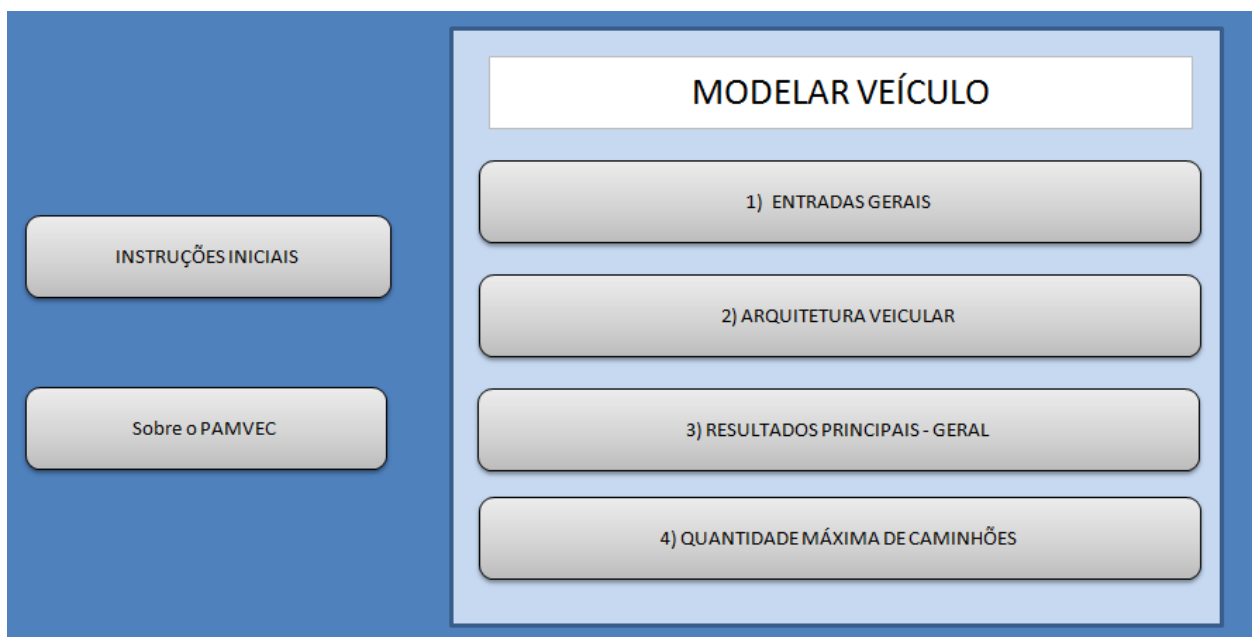 MODELAR VEÍCULO
1) ENTRADAS GERAIS
INSTRUÇÕES INICIAIS
2) ARQUITETURA VEICULAR
Sobre o PAMVEC
3) RESULTADOS PRINCIPAIS - GERAL
4) QUANTIDADE MÁXIMA DE CAMINHÕES